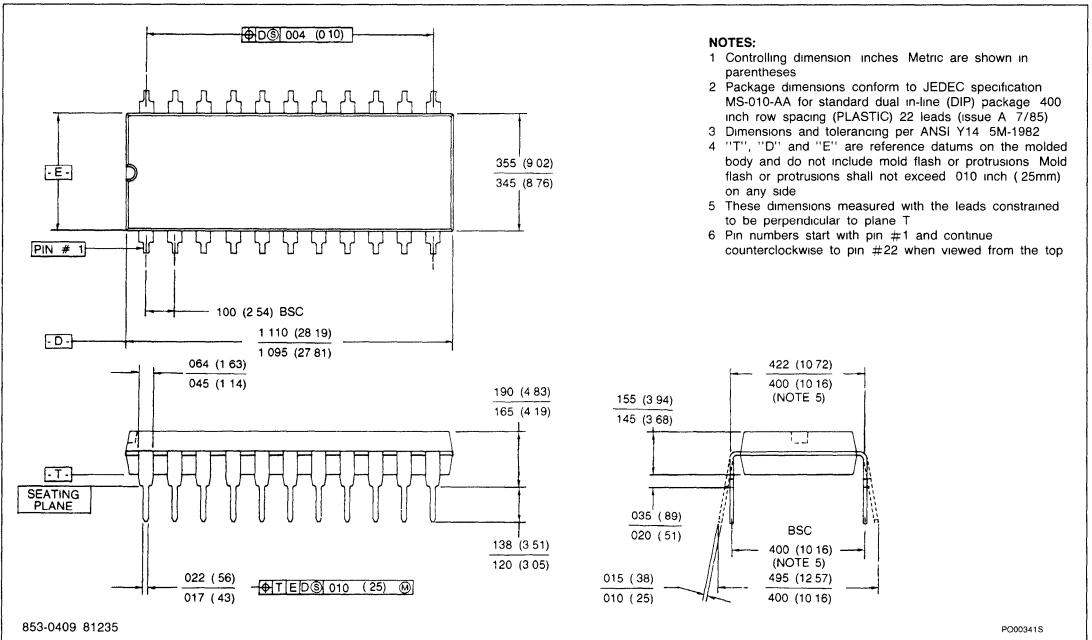 ⌖ D Ⓢ 004 (0 10)
- E -
PIN # 1
355 (9 02)
345 (8 76)
100 (2 54) BSC
- D -
1 110 (28 19)
1 095 (27 81)
NOTES:
1 Controlling dimension inches Metric are shown in
parentheses
2 Package dimensions conform to JEDEC specification
MS-010-AA for standard dual in-line (DIP) package 400
inch row spacing (PLASTIC) 22 leads (issue A 7/85)
3 Dimensions and tolerancing per ANSI Y14 5M-1982
4 "T", "D" and "E" are reference datums on the molded
body and do not include mold flash or protrusions Mold
flash or protrusions shall not exceed 010 inch ( 25mm)
on any side
5 These dimensions measured with the leads constrained
to be perpendicular to plane T
6 Pin numbers start with pin #1 and continue
counterclockwise to pin #22 when viewed from the top
064 (1 63)
045 (1 14)
190 (4 83)
165 (4 19)
- T -
SEATING
PLANE
138 (3 51)
120 (3 05)
022 ( 56)
017 ( 43)
⌖ T E D Ⓢ 010 ( 25) Ⓜ
422 (10 72)
400 (10 16)
(NOTE 5)
155 (3 94)
145 (3 68)
035 ( 89)
020 ( 51)
BSC
400 (10 16)
(NOTE 5)
015 ( 38)
010 ( 25)
495 (12 57)
400 (10 16)
853-0409 81235
PO00341S